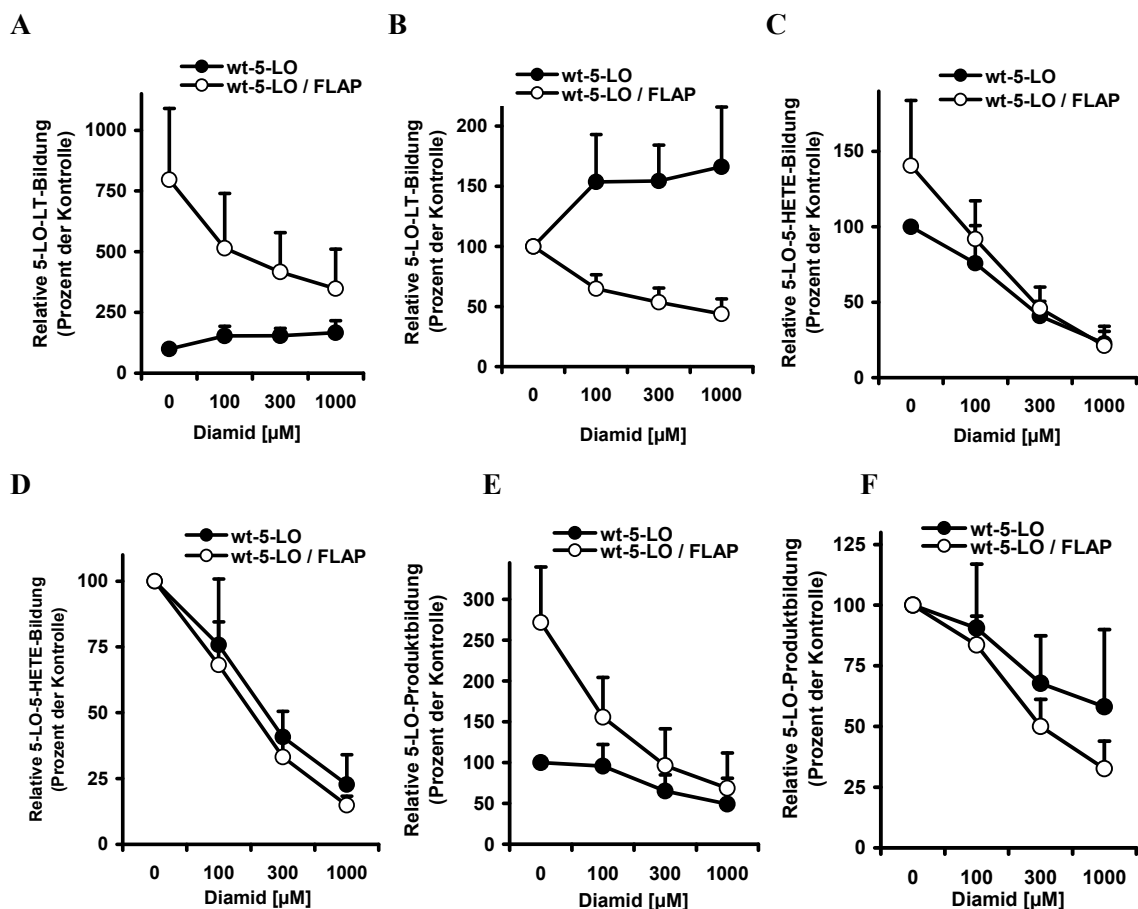 A
wt-5-LO
wt-5-LO / FLAP
Relative 5-LO-LT-Bildung
(Prozent der Kontrolle)
1000
750
500
250
0
0 100 300 1000
Diamid [µM]
B
wt-5-LO
wt-5-LO / FLAP
Relative 5-LO-LT-Bildung
(Prozent der Kontrolle)
200
150
100
50
0
0 100 300 1000
Diamid [µM]
C
wt-5-LO
wt-5-LO / FLAP
Relative 5-LO-5-HETE-Bildung
(Prozent der Kontrolle)
150
100
50
0
0 100 300 1000
Diamid [µM]
D
wt-5-LO
wt-5-LO / FLAP
Relative 5-LO-5-HETE-Bildung
(Prozent der Kontrolle)
100
75
50
25
0
0 100 300 1000
Diamid [µM]
E
wt-5-LO
wt-5-LO / FLAP
Relative 5-LO-Produktbildung
(Prozent der Kontrolle)
300
250
200
150
100
50
0
0 100 300 1000
Diamid [µM]
F
wt-5-LO
wt-5-LO / FLAP
Relative 5-LO-Produktbildung
(Prozent der Kontrolle)
125
100
75
50
25
0
0 100 300 1000
Diamid [µM]